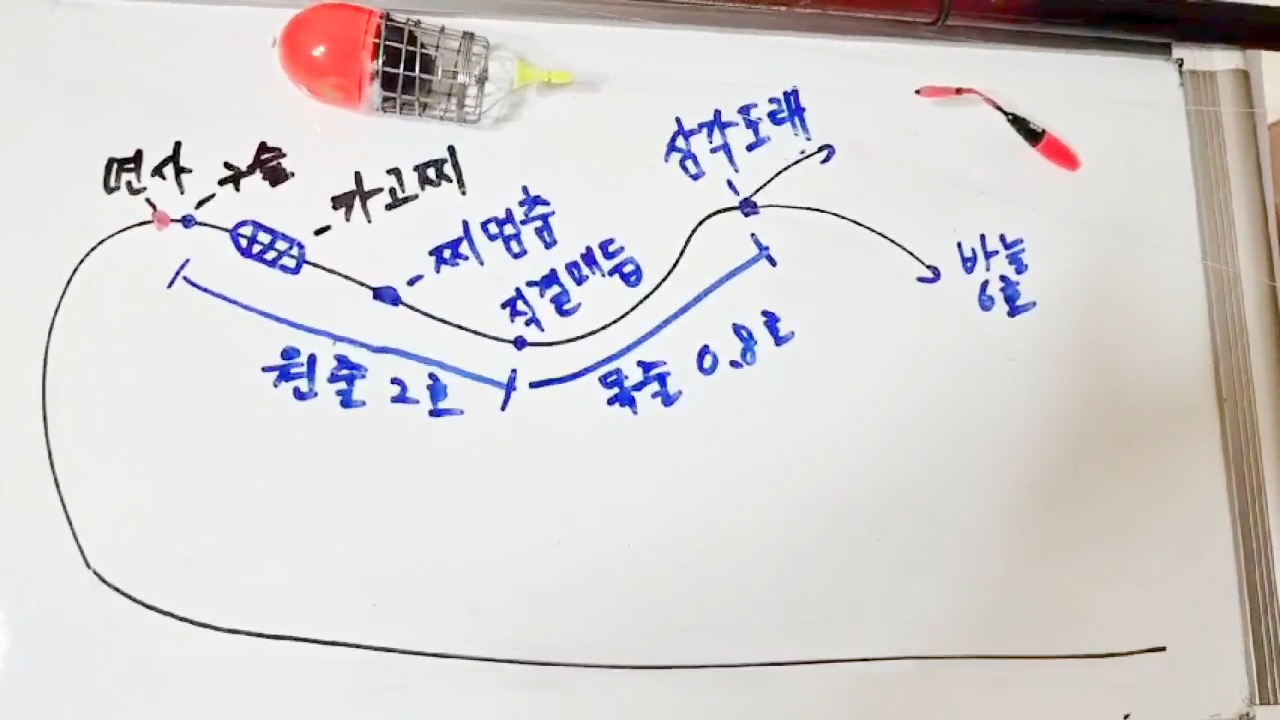 면사
구슬
가고찌
찌멈춤
직결매듭
삼각도래
바늘
6호
원줄 2호
목줄 0.8호